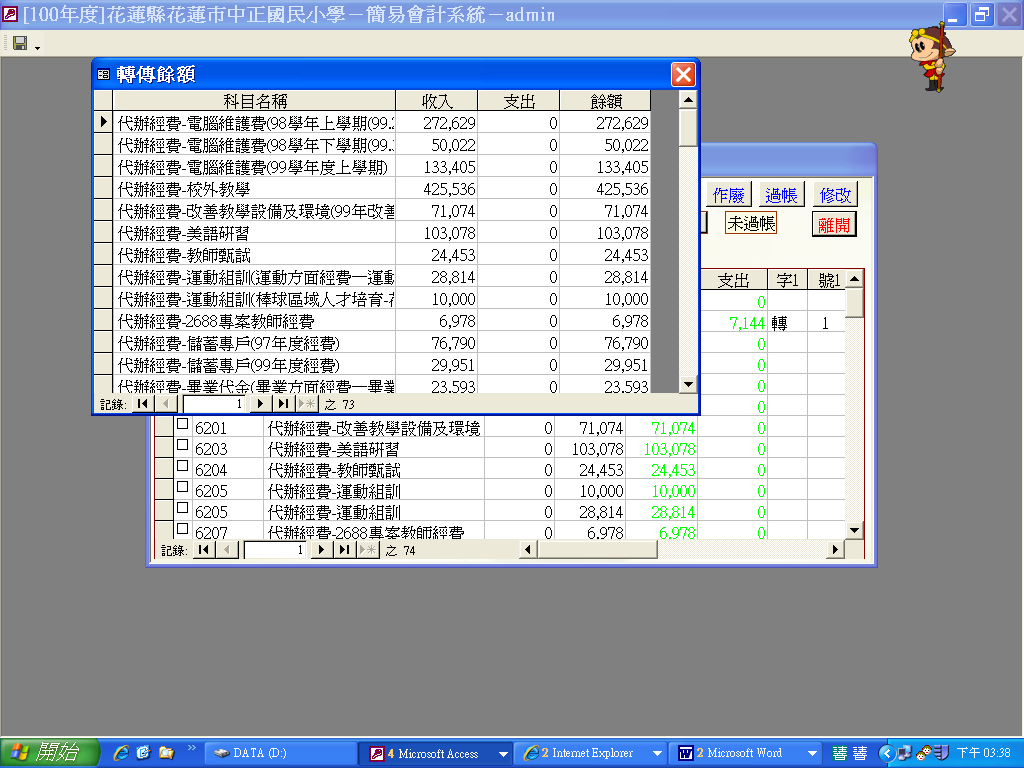 [100年度]花蓮縣花蓮市中正國民小學－簡易會計系統－admin
轉傳餘額
科目名稱 收入 支出 餘額
代辦經費-電腦維護費(98學年上學期(99. 272,629 0 272,629
代辦經費-電腦維護費(98學年下學期(99. 50,022 0 50,022
代辦經費-電腦維護費(99學年度上學期) 133,405 0 133,405
代辦經費-校外教學 425,536 0 425,536
代辦經費-改善教學設備及環境(99年改善 71,074 0 71,074
代辦經費-美語研習 103,078 0 103,078
代辦經費-教師甄試 24,453 0 24,453
代辦經費-運動組訓(運動方面經費一運動 28,814 0 28,814
代辦經費-運動組訓(棒球區域人才培育- 10,000 0 10,000
代辦經費-2688專案教師經費 6,978 0 6,978
代辦經費-儲蓄專戶(97年度經費) 76,790 0 76,790
代辦經費-儲蓄專戶(99年度經費) 29,951 0 29,951
代辦經費-畢業代金(畢業方面經費一畢業 23,593 0 23,593
記錄: 1 之 73
作廢 過帳 修改
未過帳 離開
支出 字1 號1
0
7,144 轉 1
0
0
0
0
6201 代辦經費-改善教學設備及環境 0 71,074 71,074 0
6203 代辦經費-美語研習 0 103,078 103,078 0
6204 代辦經費-教師甄試 0 24,453 24,453 0
6205 代辦經費-運動組訓 0 10,000 10,000 0
6205 代辦經費-運動組訓 0 28,814 28,814 0
6207 代辦經費-2688專案教師經費 0 6,978 6,978 0
記錄: 1 之 74
開始 DATA (D:) 4 Microsoft Access 2 Internet Explorer 2 Microsoft Word 下午 03:38